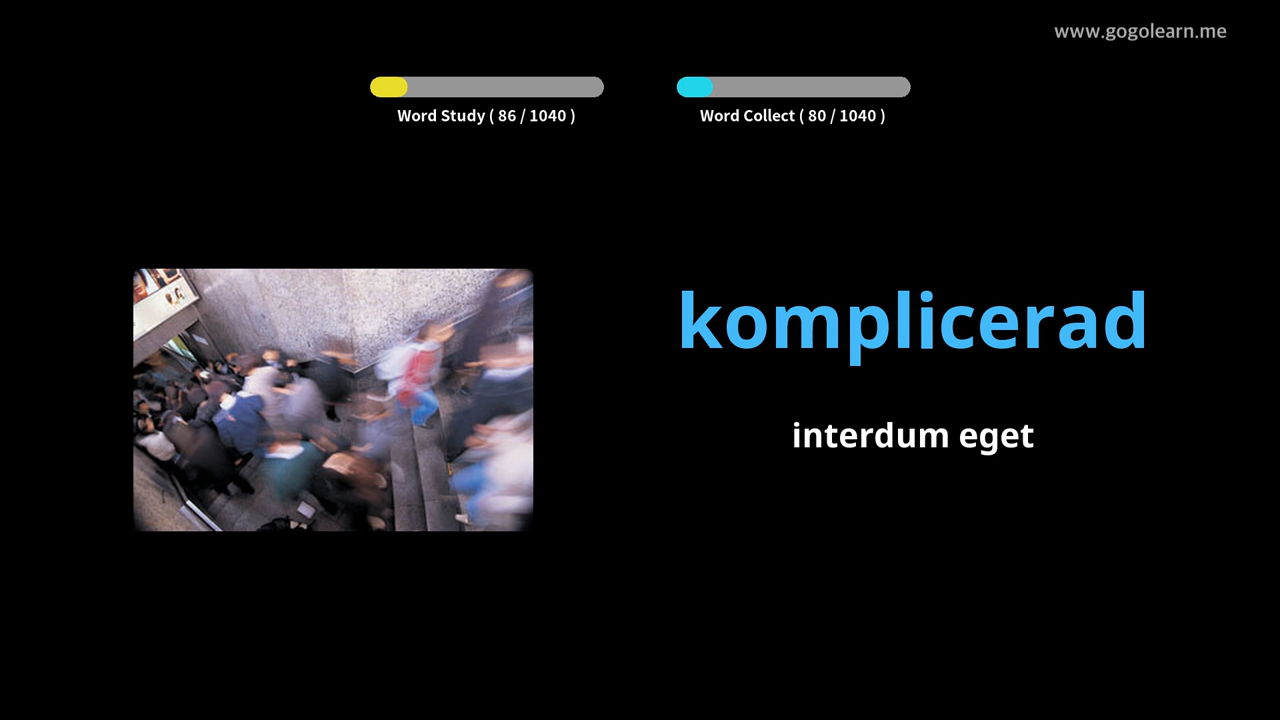 www.gogolearn.me
Word Study ( 86 / 1040 )
Word Collect ( 80 / 1040 )
komplicerad
interdum eget